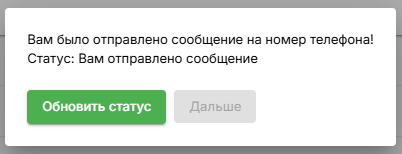 Вам было отправлено сообщение на номер телефона!
Статус: Вам отправлено сообщение
Обновить статус
Дальше